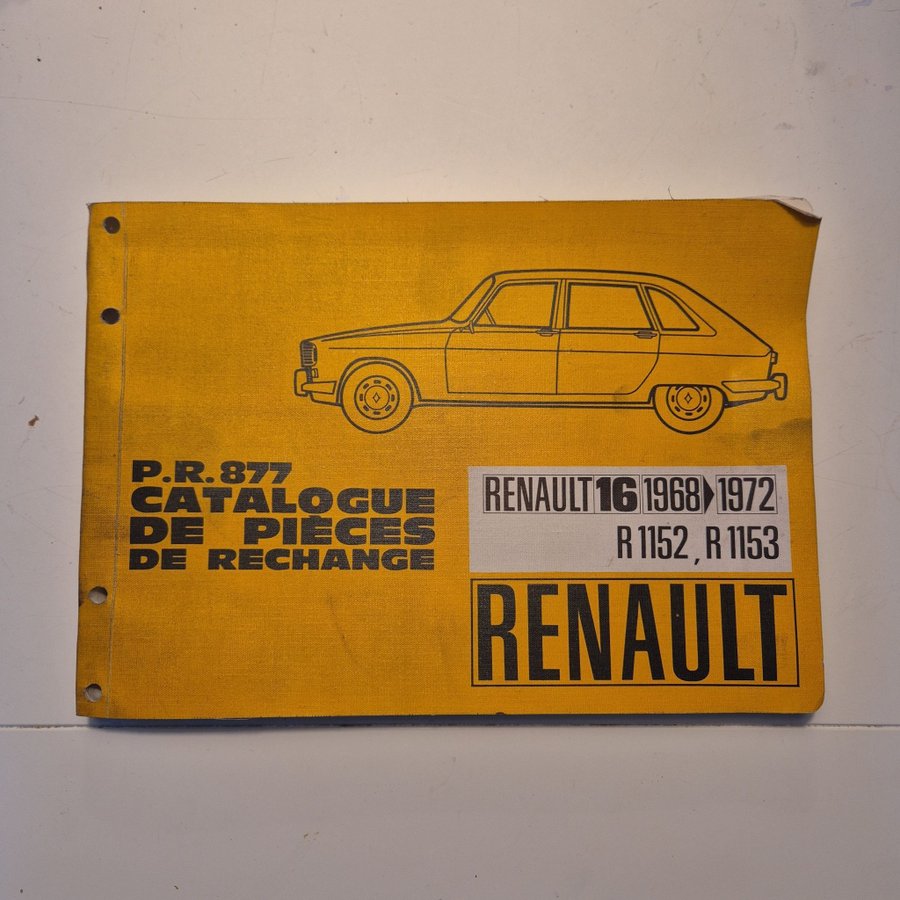 P.R. 877
CATALOGUE
DE PIÈCES
DE RECHANGE
RENAULT 16 1968 1972
R 1152, R 1153
RENAULT